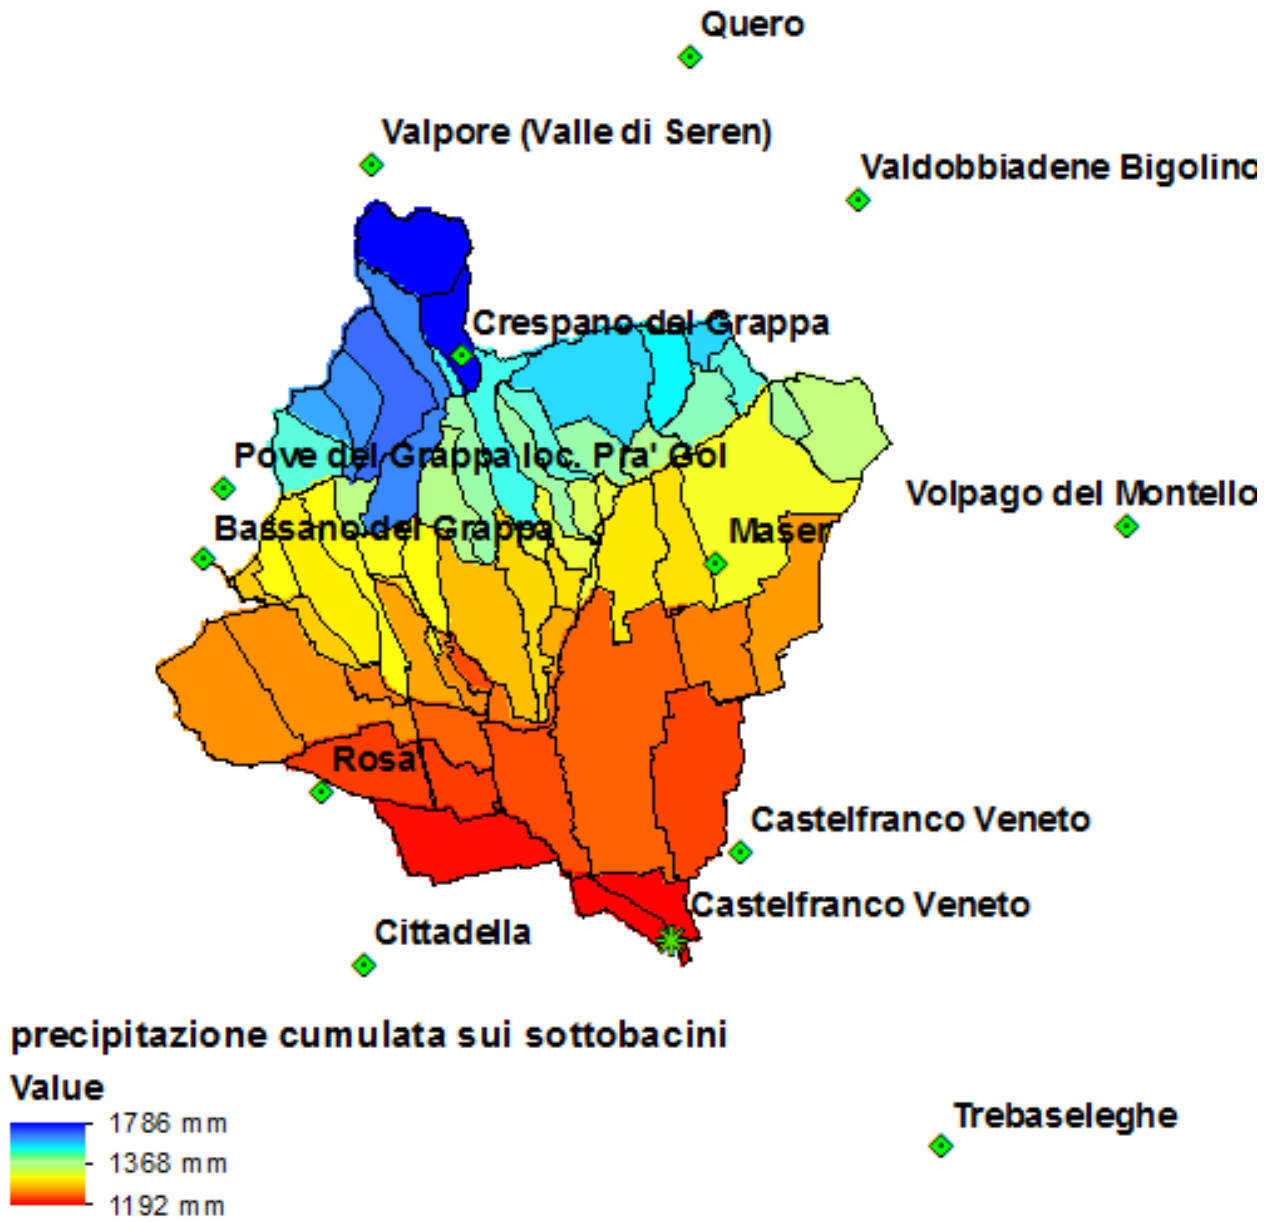 Quero
Valpore (Valle di Seren)
Valdobbiadene Bigolino
Crespano del Grappa
Pove del Grappa loc. Pra' Gol
Volpago del Montello
Bassano del Grappa
Maser
Rosa'
Castelfranco Veneto
Castelfranco Veneto
Cittadella
precipitazione cumulata sui sottobacini
Value
1786 mm
1368 mm
1192 mm
Trebaseleghe